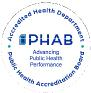 Accredited Health Department
PHAB
Advancing
Public Health
Performance
Public Health Accreditation Board